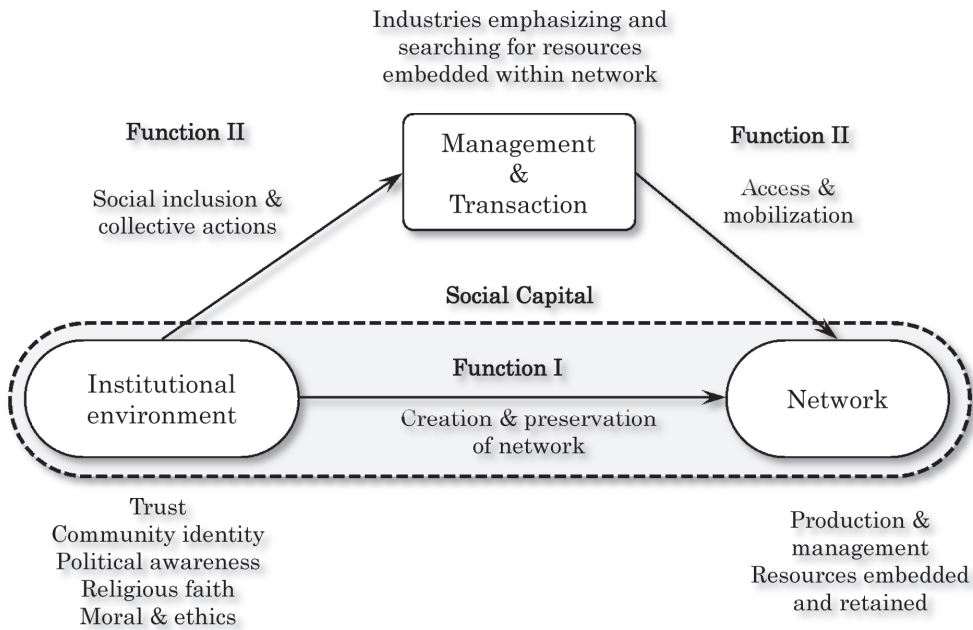 Industries emphasizing and
searching for resources
embedded within network
Function II
Management
&
Transaction
Function II
Social inclusion &
collective actions
Access &
mobilization
Social Capital
Institutional
environment
Function I
Creation & preservation
of network
Network
Trust
Community identity
Political awareness
Religious faith
Moral & ethics
Production &
management
Resources embedded
and retained